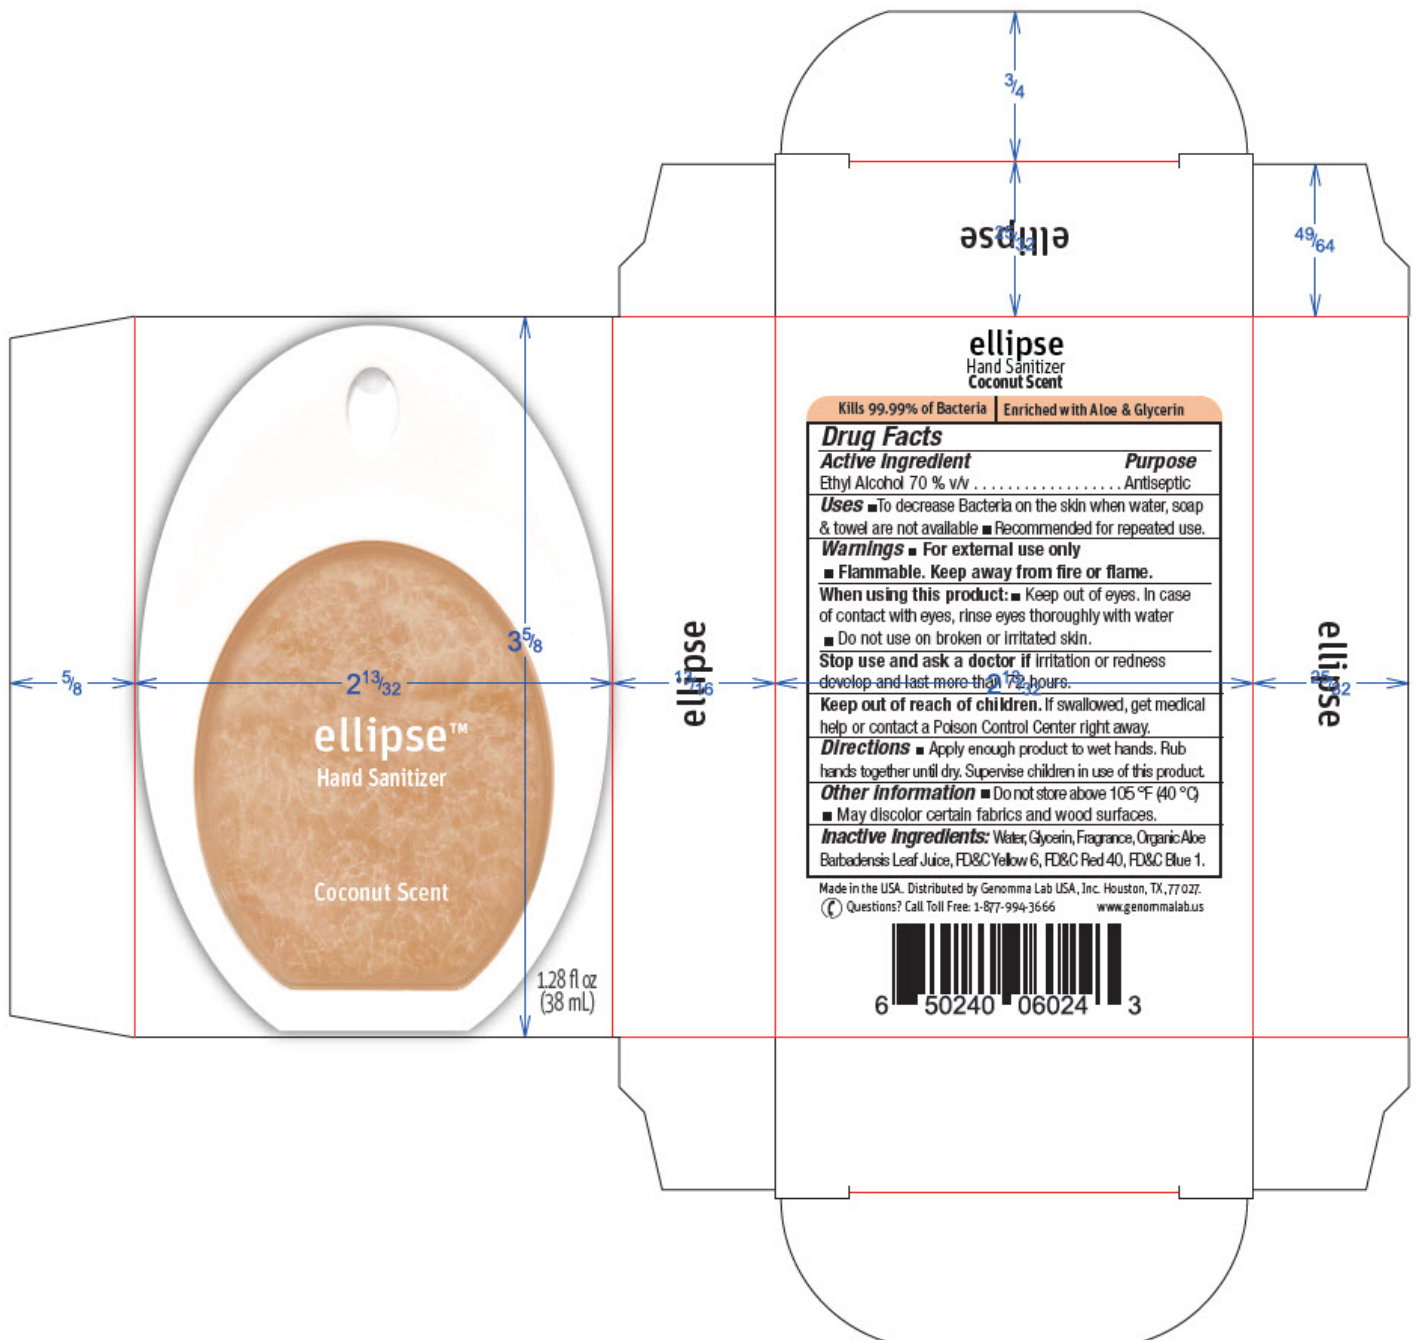 3/4
25/32
ellipse
49/64
ellipse
Hand Sanitizer
Coconut Scent
Kills 99.99% of Bacteria Enriched with Aloe & Glycerin
Drug Facts
Active Ingredient Purpose
Ethyl Alcohol 70 % v/v . . . . . . . . . . . . . . . . . . Antiseptic
Uses ■ To decrease Bacteria on the skin when water, soap
& towel are not available ■ Recommended for repeated use.
Warnings ■ For external use only
■ Flammable. Keep away from fire or flame.
When using this product: ■ Keep out of eyes. In case
of contact with eyes, rinse eyes thoroughly with water
■ Do not use on broken or irritated skin.
Stop use and ask a doctor if irritation or redness
develop and last more than 72 hours.
Keep out of reach of children. If swallowed, get medical
help or contact a Poison Control Center right away.
Directions ■ Apply enough product to wet hands. Rub
hands together until dry. Supervise children in use of this product.
Other information ■ Do not store above 105 °F (40 °C)
■ May discolor certain fabrics and wood surfaces.
Inactive Ingredients: Water, Glycerin, Fragrance, Organic Aloe
Barbadensis Leaf Juice, FD&C Yellow 6, FD&C Red 40, FD&C Blue 1.
Made in the USA. Distributed by Genomma Lab USA, Inc. Houston, TX, 77027.
Questions? Call Toll Free: 1-877-994-3666 www.genommalab.us
6 50240 06024 3
3 5/8
5/8
2 13/32
13/16
2 13/32
25/32
ellipse
ellipse
ellipse™
Hand Sanitizer
Coconut Scent
1.28 fl oz
(38 mL)